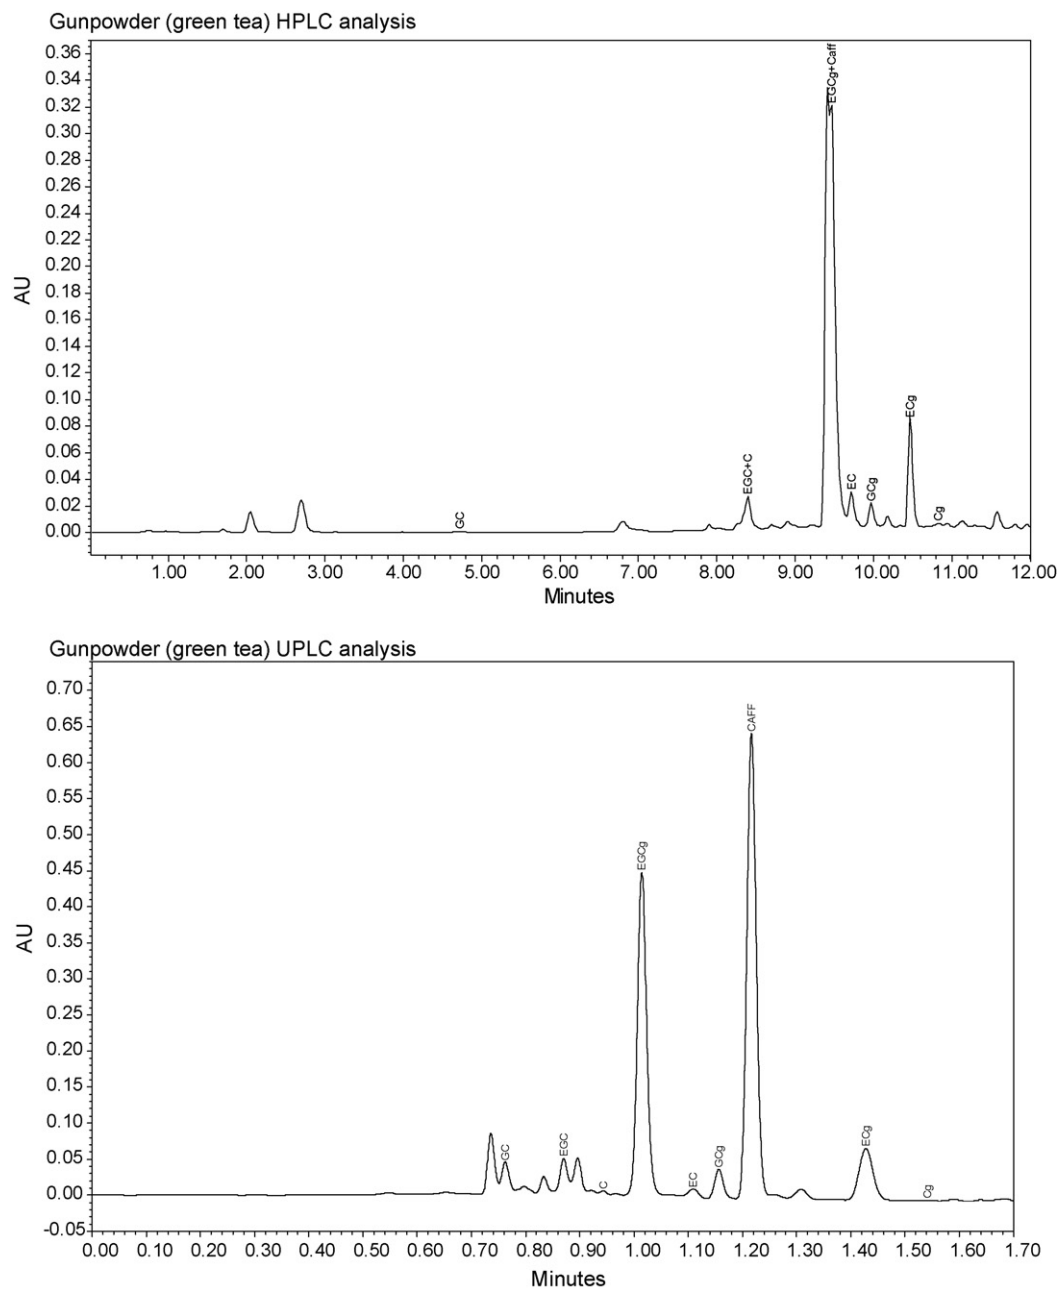 Gunpowder (green tea) HPLC analysis
0.36
0.34
0.32
0.30
0.28
0.26
0.24
0.22
0.20
0.18
0.16
0.14
0.12
0.10
0.08
0.06
0.04
0.02
0.00
AU
GC
EGC+C
EGCg+Caff
EC
GCg
ECg
Cg
1.00 2.00 3.00 4.00 5.00 6.00 7.00 8.00 9.00 10.00 11.00 12.00
Minutes
Gunpowder (green tea) UPLC analysis
0.70
0.65
0.60
0.55
0.50
0.45
0.40
0.35
0.30
0.25
0.20
0.15
0.10
0.05
0.00
-0.05
AU
GC
EGC
C
EGCg
EC
GCg
CAFF
ECg
Cg
0.00 0.10 0.20 0.30 0.40 0.50 0.60 0.70 0.80 0.90 1.00 1.10 1.20 1.30 1.40 1.50 1.60 1.70
Minutes